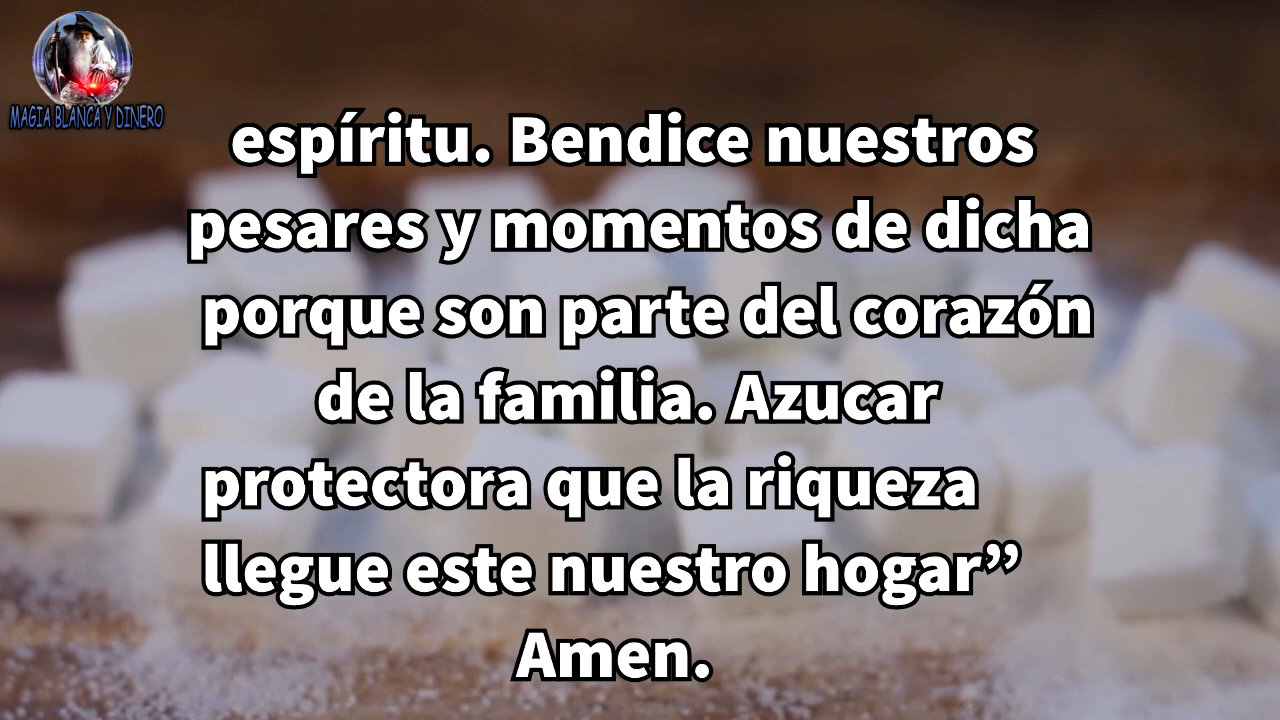 MAGIA BLANCA Y DINERO
espíritu. Bendice nuestros
pesares y momentos de dicha
porque son parte del corazón
de la familia. Azucar
protectora que la riqueza
llegue este nuestro hogar”
Amen.